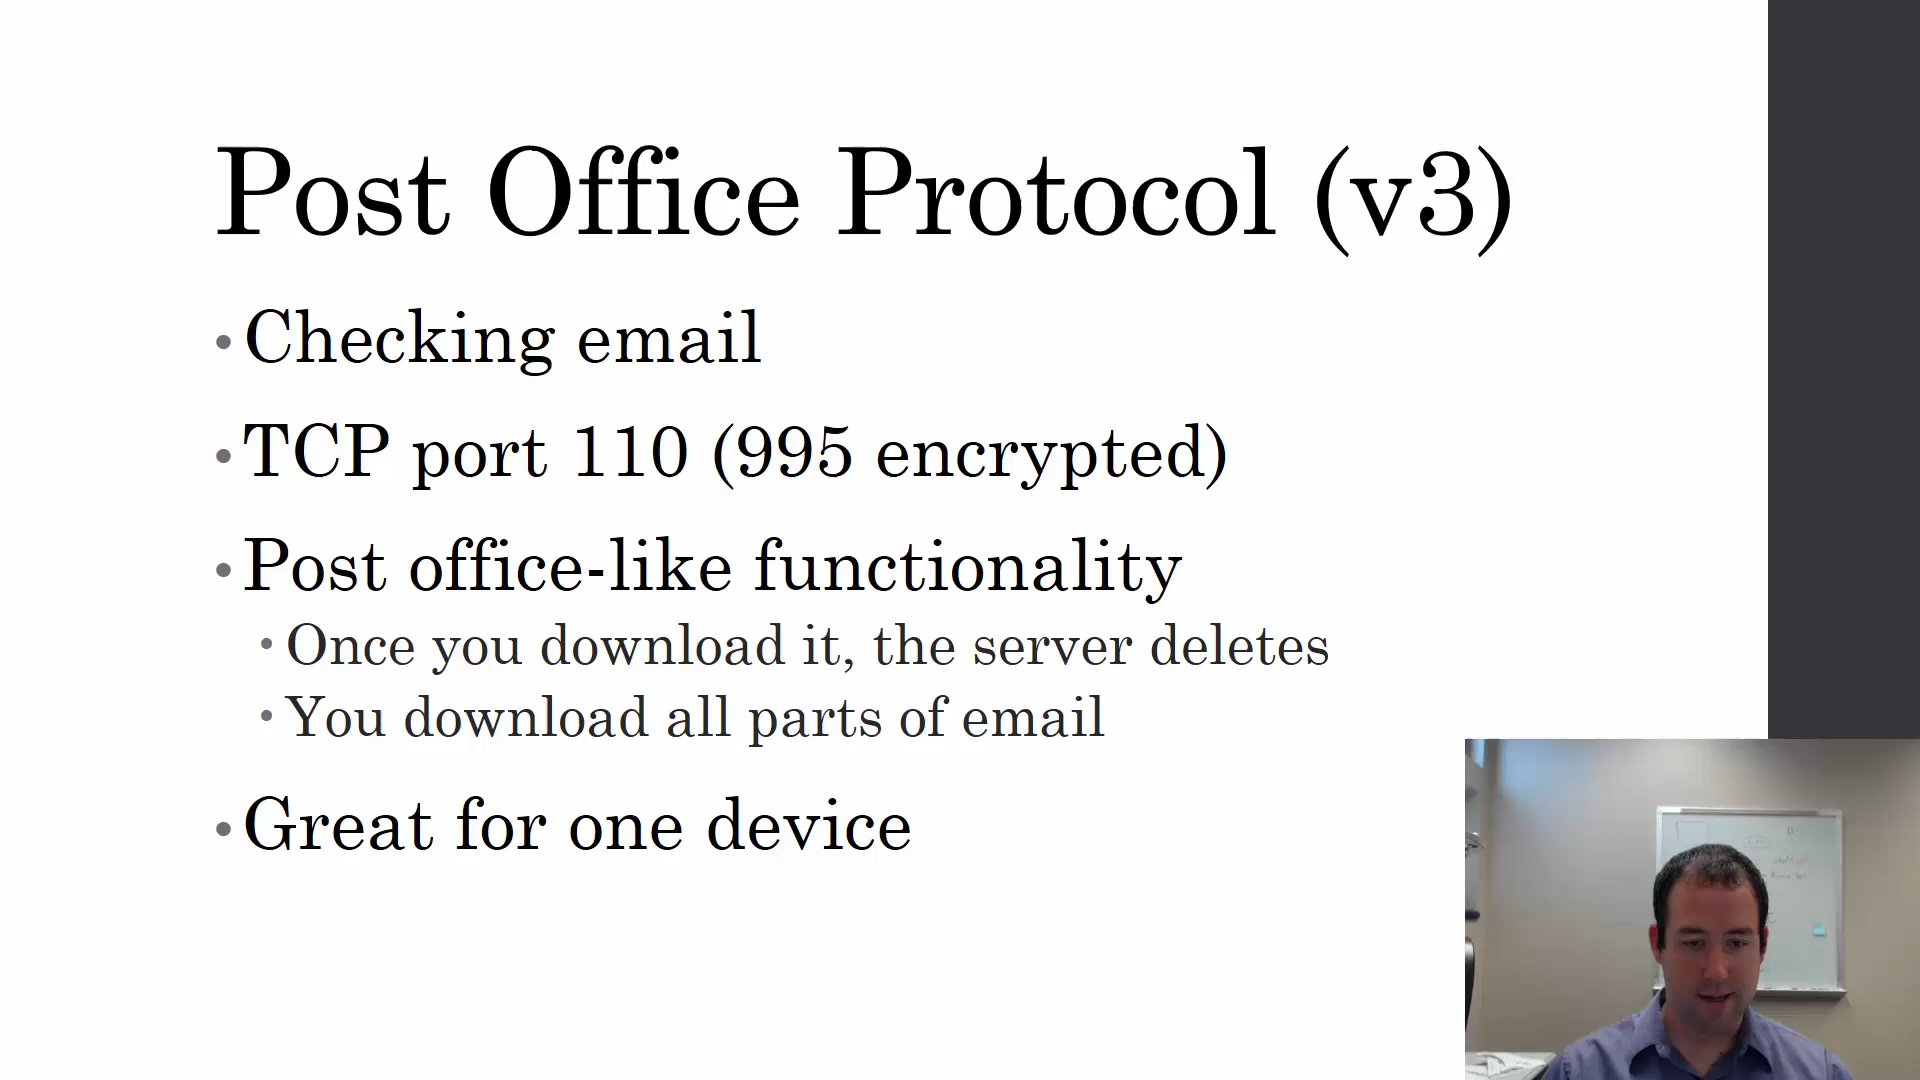 Post Office Protocol (v3)
• Checking email
• TCP port 110 (995 encrypted)
• Post office-like functionality
• Once you download it, the server deletes
• You download all parts of email
• Great for one device